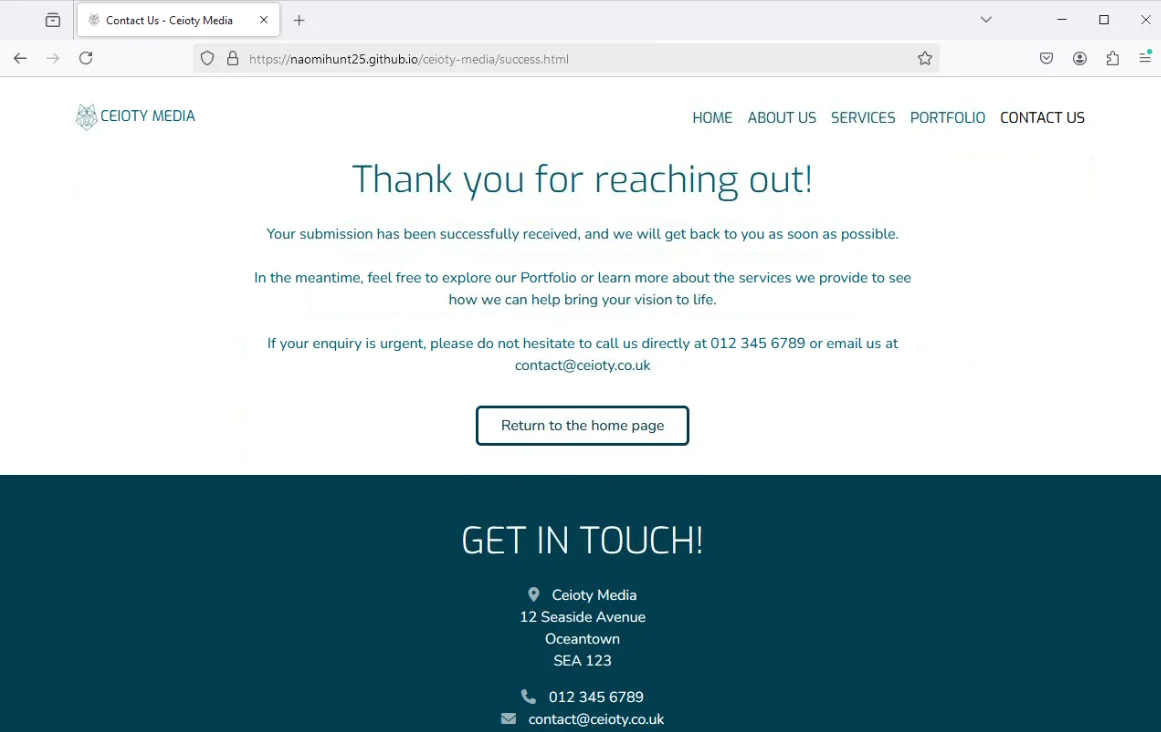 Contact Us - Ceioty Media
https://naomihunt25.github.io/ceioty-media/success.html
CEIOTY MEDIA
HOME ABOUT US SERVICES PORTFOLIO CONTACT US
Thank you for reaching out!
Your submission has been successfully received, and we will get back to you as soon as possible.
In the meantime, feel free to explore our Portfolio or learn more about the services we provide to see
how we can help bring your vision to life.
If your enquiry is urgent, please do not hesitate to call us directly at 012 345 6789 or email us at
contact@ceioty.co.uk
Return to the home page
GET IN TOUCH!
Ceioty Media
12 Seaside Avenue
Oceantown
SEA 123
012 345 6789
contact@ceioty.co.uk